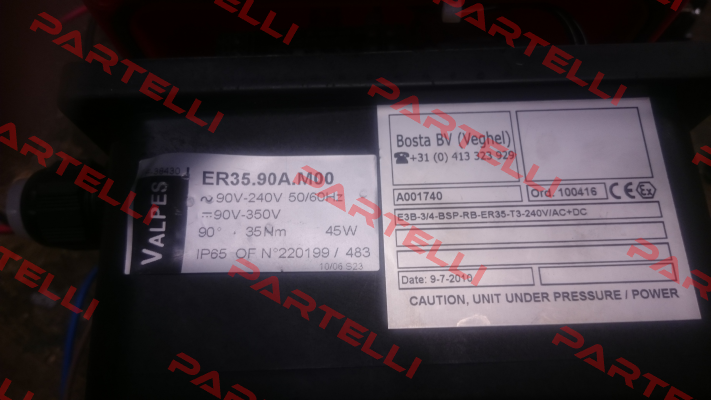 VALPES
ER35.90A.M00
~ 90V-240V 50/60Hz
⎓90V-350V
90° · 35Nm 45W
IP65 OF N°220199 / 483
10/06 S23
Bosta BV (Veghel)
☎+31 (0) 413 323 929
A001740
Ord. 100416
CE Ex
E3B-3/4-BSP-RB-ER35-T3-240V/AC+DC
Date: 9-7-2010
CAUTION, UNIT UNDER PRESSURE / POWER
PARTELLI
PARTELLI
PARTELLI
PARTELLI
PARTELLI
PARTELLI
PARTELLI